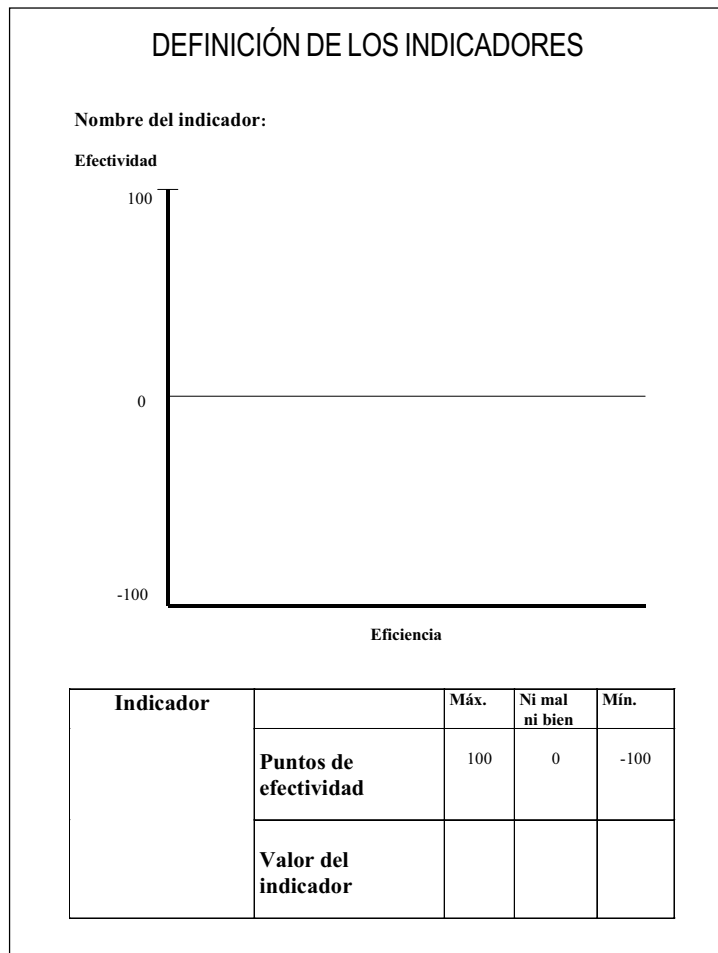 DEFINICIÓN DE LOS INDICADORES
Nombre del indicador:
Efectividad
100
0
-100
Eficiencia
Indicador Máx. Ni mal Mín.
ni bien
Puntos de 100 0 -100
efectividad
Valor del
indicador